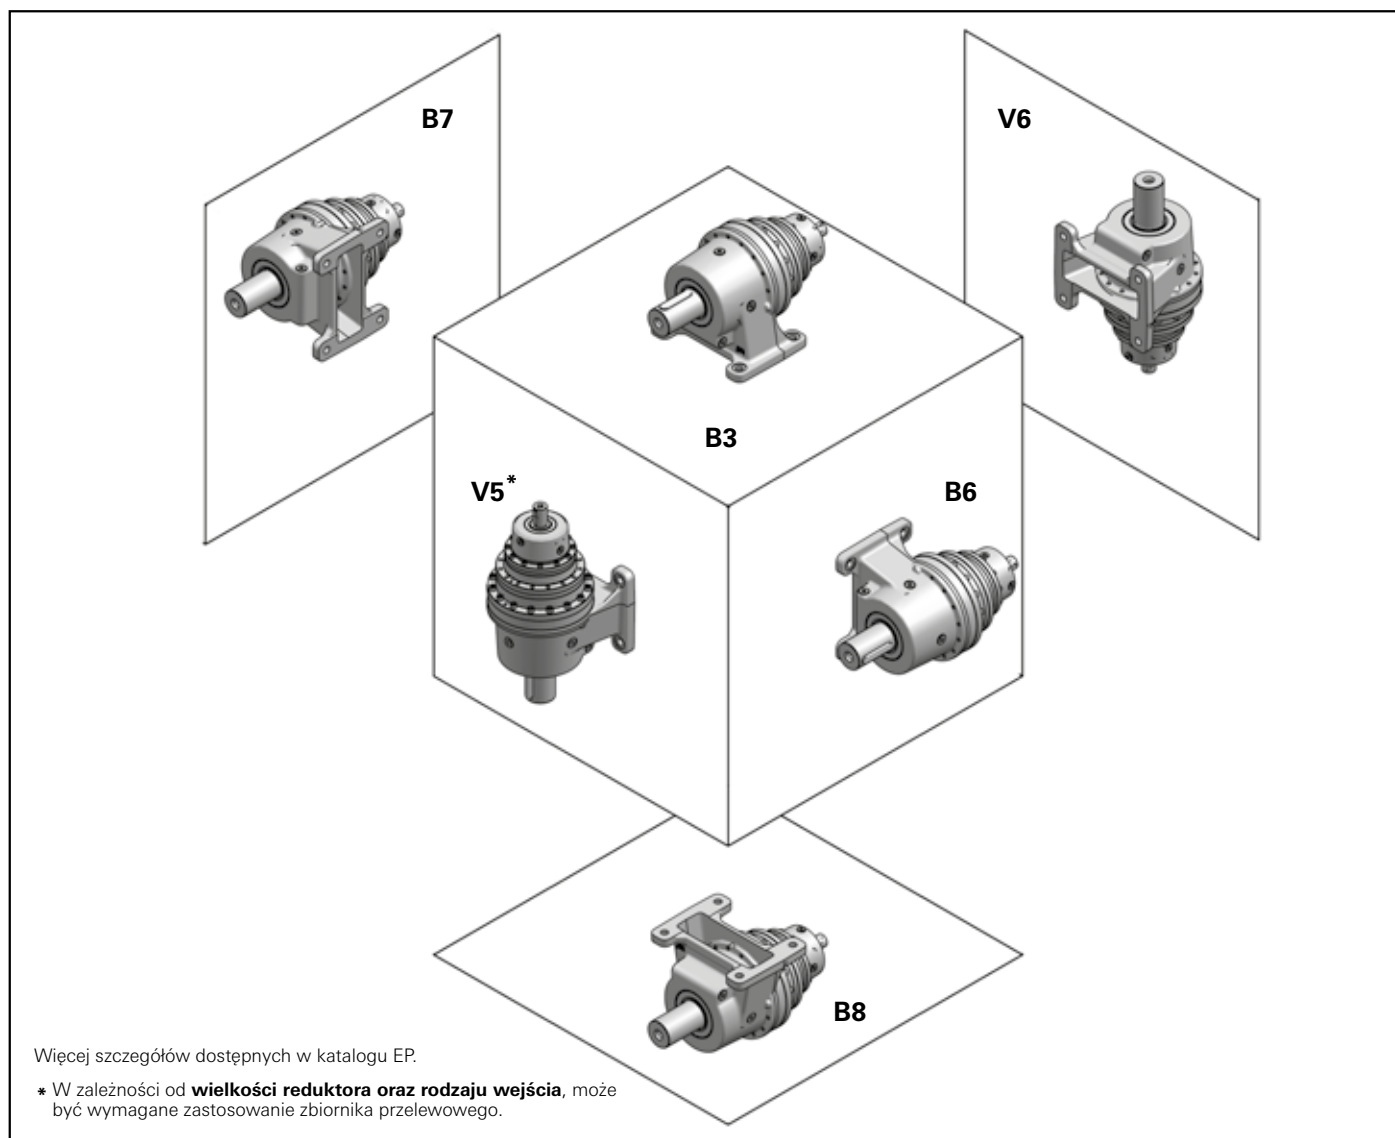 B7
V6
B3
V5*
B6
B8
Więcej szczegółów dostępnych w katalogu EP.
* W zależności od wielkości reduktora oraz rodzaju wejścia, może
być wymagane zastosowanie zbiornika przelewowego.